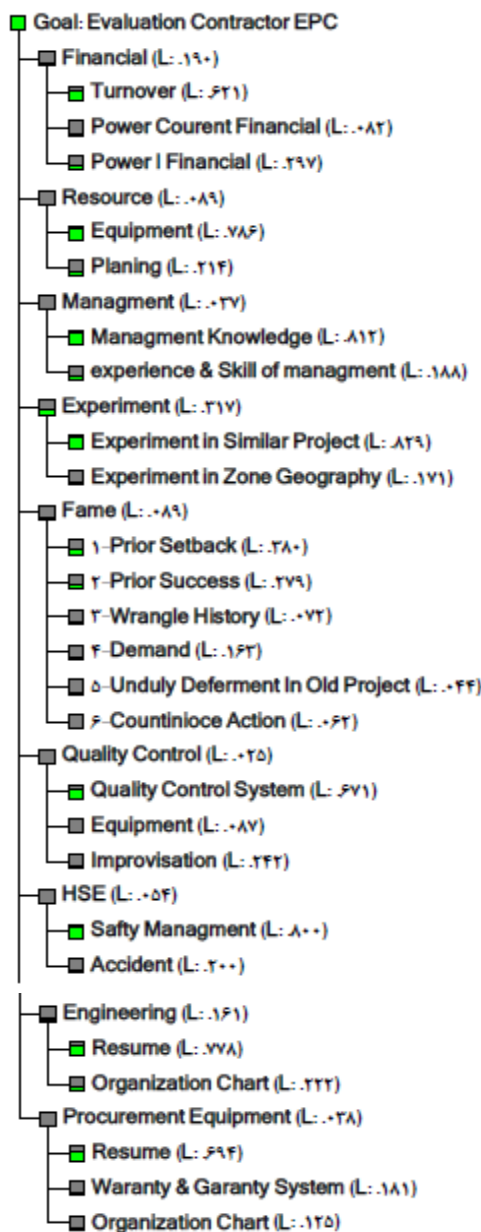 Goal: Evaluation Contractor EPC
Financial (L: .۱۹۰)
Turnover (L: .۶۲۱)
Power Courent Financial (L: .۰۸۲)
Power I Financial (L: .۲۹۷)
Resource (L: .۰۸۹)
Equipment (L: .۷۸۶)
Planing (L: .۲۱۴)
Managment (L: .۰۳۷)
Managment Knowledge (L: .۸۱۲)
experience & Skill of managment (L: .۱۸۸)
Experiment (L: .۳۱۷)
Experiment in Similar Project (L: .۸۲۹)
Experiment in Zone Geography (L: .۱۷۱)
Fame (L: .۰۸۹)
۱-Prior Setback (L: .۳۸۰)
۲-Prior Success (L: .۲۷۹)
۳-Wrangle History (L: .۰۷۲)
۴-Demand (L: .۱۶۳)
۵-Unduly Deferment In Old Project (L: .۰۴۴)
۶-Countinioce Action (L: .۰۶۲)
Quality Control (L: .۰۲۵)
Quality Control System (L: .۶۷۱)
Equipment (L: .۰۸۷)
Improvisation (L: .۲۴۲)
HSE (L: .۰۵۴)
Safty Managment (L: .۸۰۰)
Accident (L: .۲۰۰)
Engineering (L: .۱۶۱)
Resume (L: .۷۷۸)
Organization Chart (L: .۲۲۲)
Procurement Equipment (L: .۰۳۸)
Resume (L: .۶۹۴)
Waranty & Garanty System (L: .۱۸۱)
Organization Chart (L: .۱۲۵)